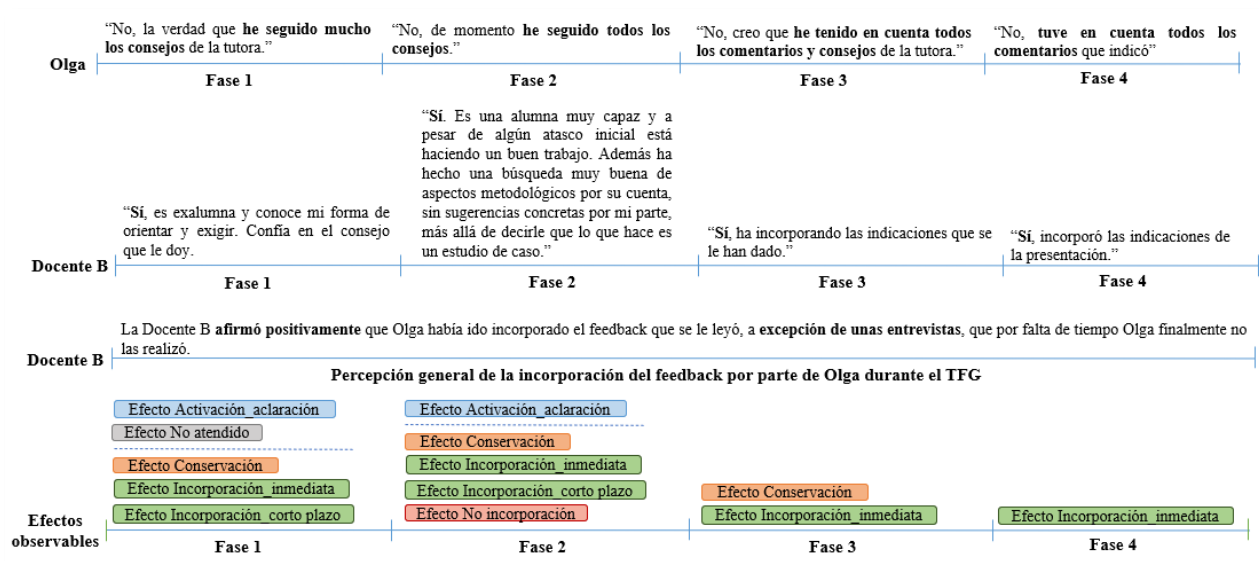 “No, la verdad que he seguido mucho
los consejos de la tutora.”
“No, de momento he seguido todos los
consejos.”
“No, creo que he tenido en cuenta todos
los comentarios y consejos de la tutora.”
“No, tuve en cuenta todos los
comentarios que indicó”
Olga
Fase 1
Fase 2
Fase 3
Fase 4
“Sí, es exalumna y conoce mi forma de
orientar y exigir. Confía en el consejo
que le doy.
“Sí. Es una alumna muy capaz y a
pesar de algún atasco inicial está
haciendo un buen trabajo. Además ha
hecho una búsqueda muy buena de
aspectos metodológicos por su cuenta,
sin sugerencias concretas por mi parte,
más allá de decirle que lo que hace es
un estudio de caso.”
“Sí, ha incorporando las indicaciones que se
le han dado.”
“Sí, incorporó las indicaciones de
la presentación.”
Docente B
Fase 1
Fase 2
Fase 3
Fase 4
La Docente B afirmó positivamente que Olga había ido incorporado el feedback que se le leyó, a excepción de unas entrevistas, que por falta de tiempo Olga finalmente no
las realizó.
Docente B
Percepción general de la incorporación del feedback por parte de Olga durante el TFG
Efecto Activación_aclaración
Efecto No atendido
Efecto Conservación
Efecto Incorporación_inmediata
Efecto Incorporación_corto plazo
Efecto Activación_aclaración
Efecto Conservación
Efecto Incorporación_inmediata
Efecto Incorporación_corto plazo
Efecto No incorporación
Efecto Conservación
Efecto Incorporación_inmediata
Efecto Incorporación_inmediata
Efectos
observables
Fase 1
Fase 2
Fase 3
Fase 4